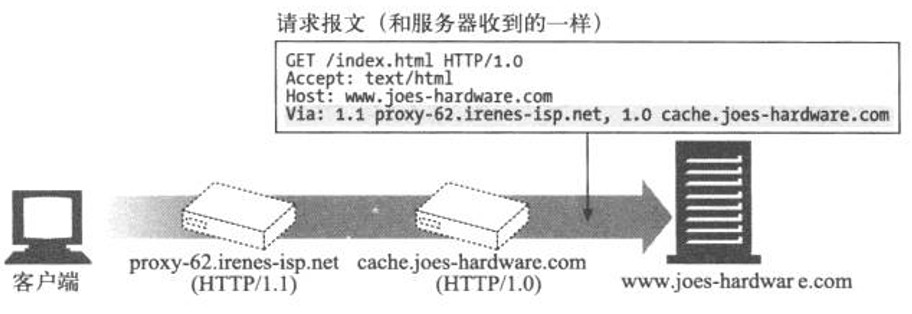 请求报文（和服务器收到的一样）
GET /index.html HTTP/1.0
Accept: text/html
Host: www.joes-hardware.com
Via: 1.1 proxy-62.irenes-isp.net, 1.0 cache.joes-hardware.com
客户端
proxy-62.irenes-isp.net
(HTTP/1.1)
cache.joes-hardware.com
(HTTP/1.0)
www.joes-hardware.com